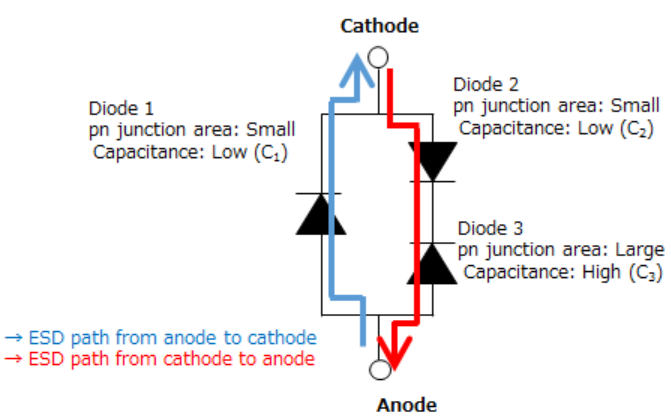 Cathode
Diode 1
pn junction area: Small
Capacitance: Low (C₁)
Diode 2
pn junction area: Small
Capacitance: Low (C₂)
Diode 3
pn junction area: Large
Capacitance: High (C₃)
→ ESD path from anode to cathode
→ ESD path from cathode to anode
Anode